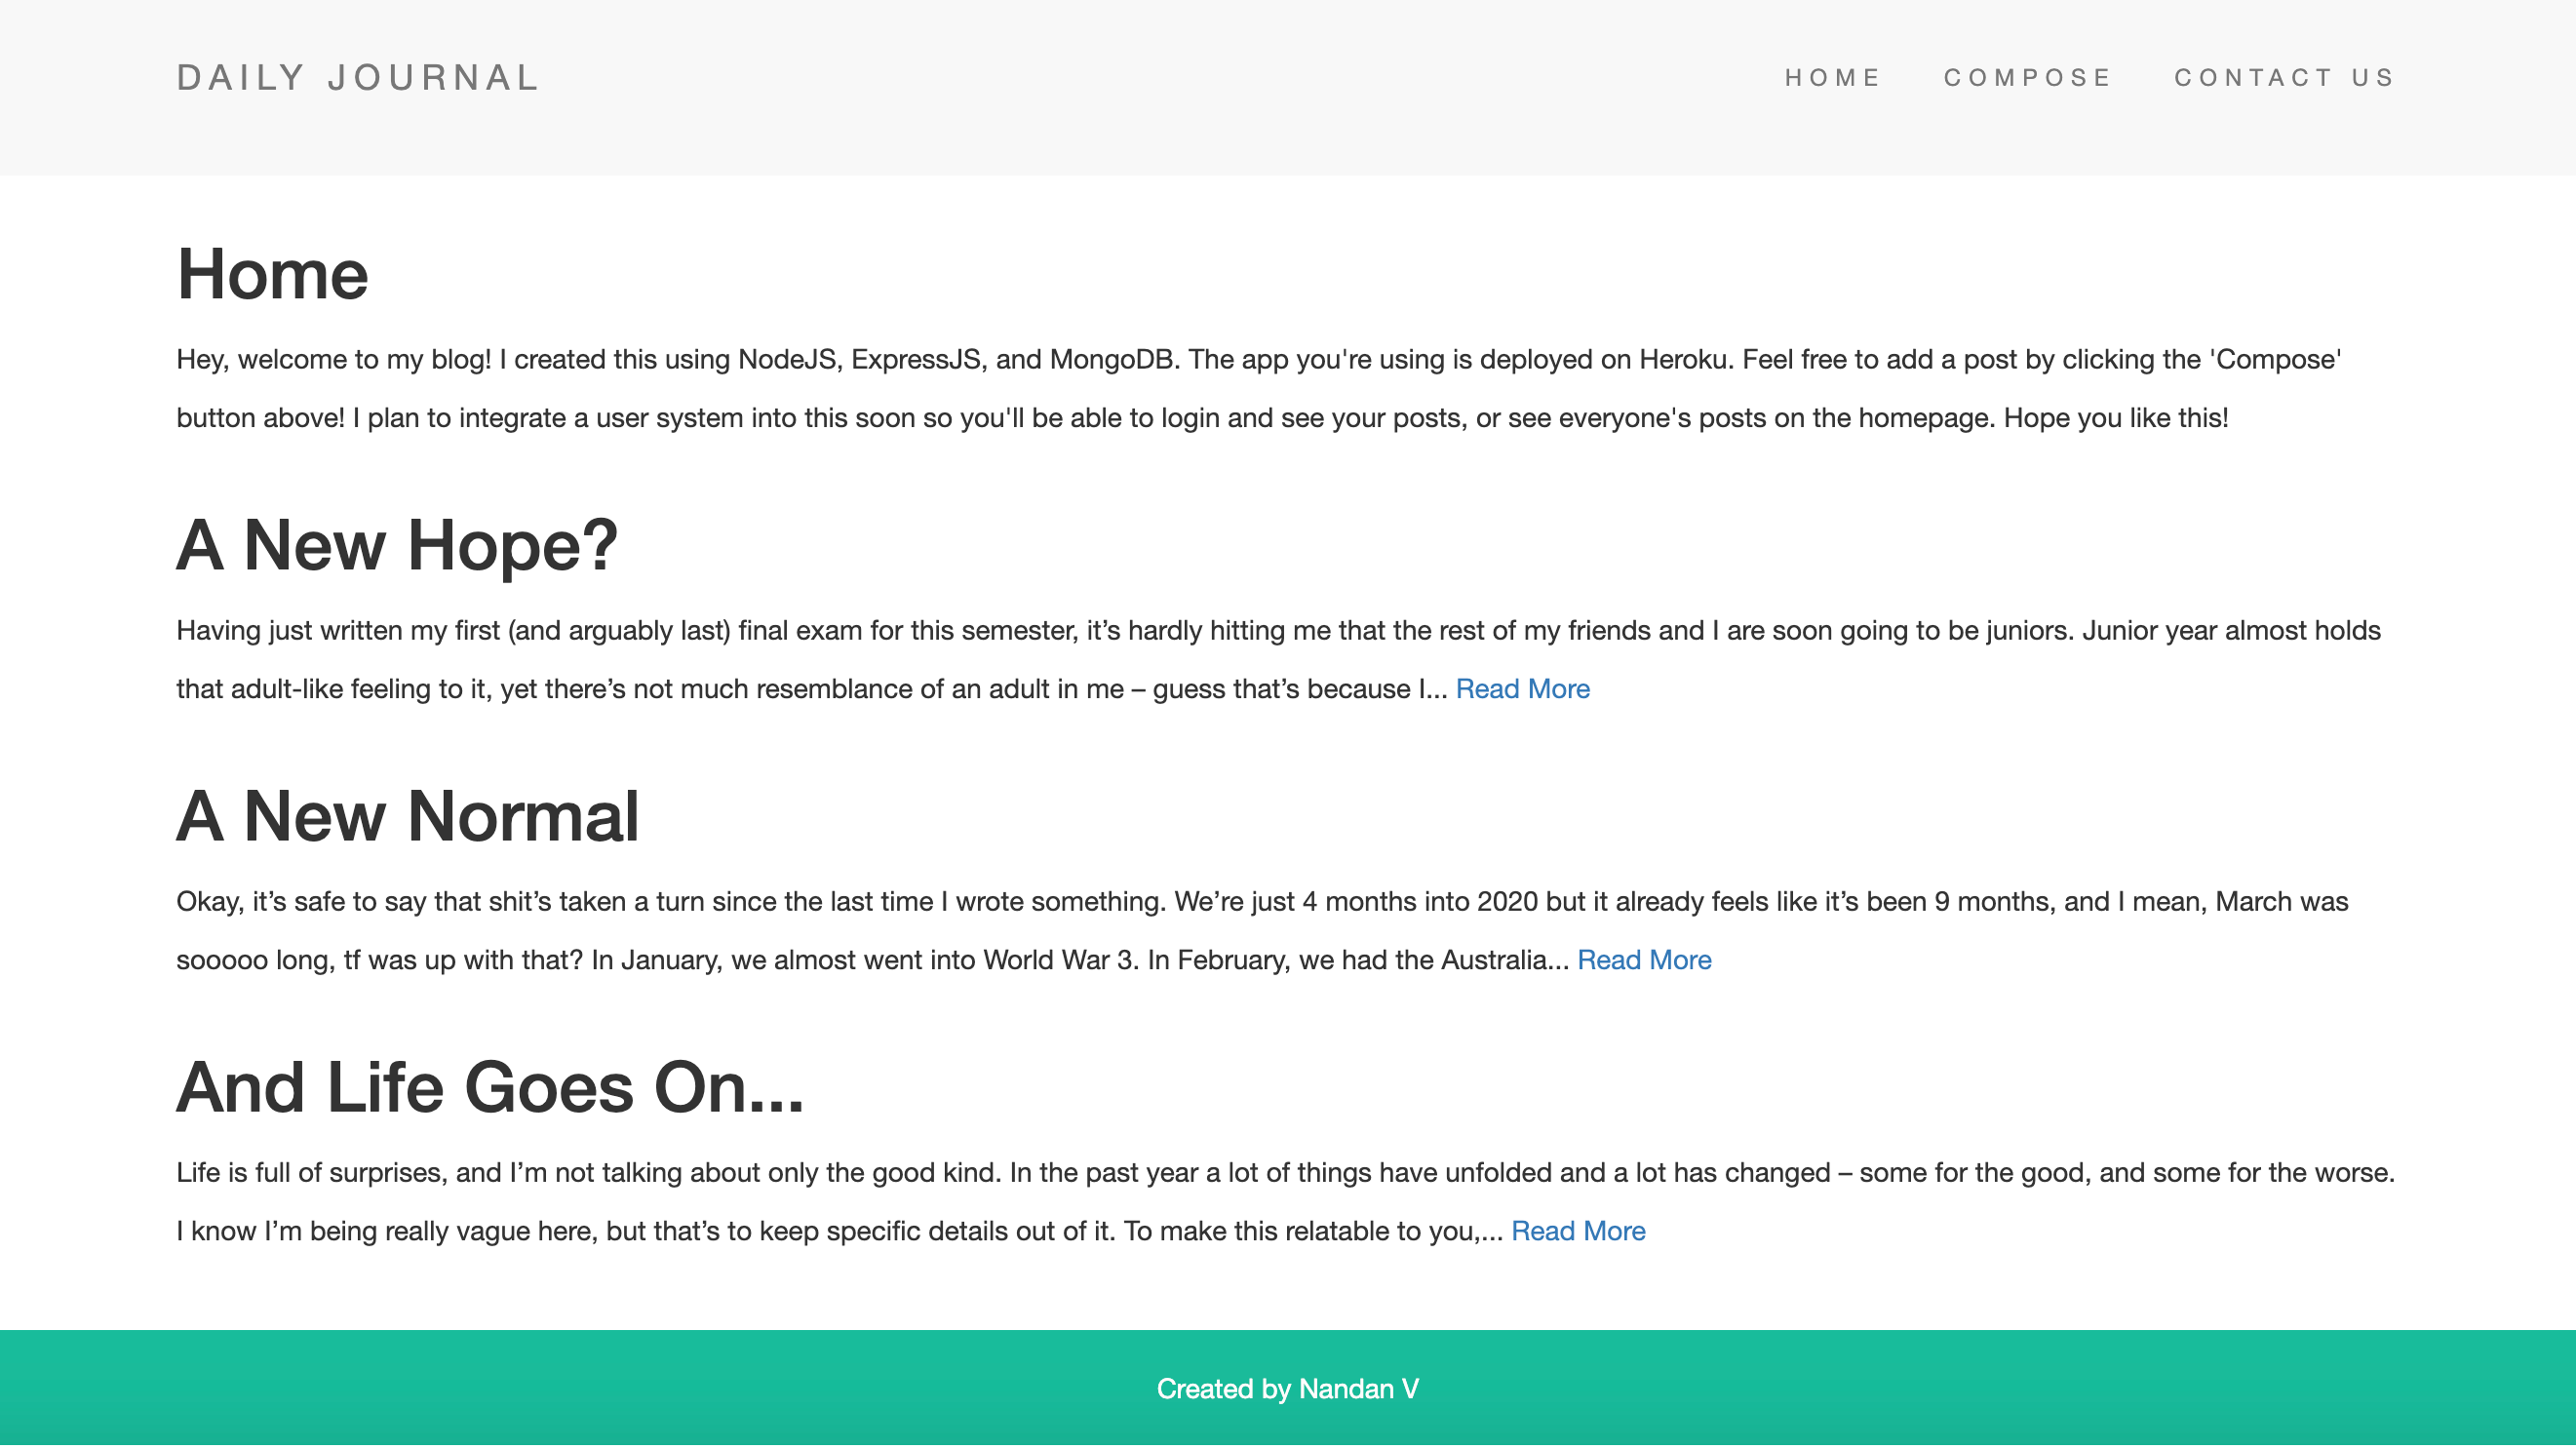 DAILY JOURNAL
HOME COMPOSE CONTACT US
Home
Hey, welcome to my blog! I created this using NodeJS, ExpressJS, and MongoDB. The app you're using is deployed on Heroku. Feel free to add a post by clicking the 'Compose'
button above! I plan to integrate a user system into this soon so you'll be able to login and see your posts, or see everyone's posts on the homepage. Hope you like this!
A New Hope?
Having just written my first (and arguably last) final exam for this semester, it’s hardly hitting me that the rest of my friends and I are soon going to be juniors. Junior year almost holds
that adult-like feeling to it, yet there’s not much resemblance of an adult in me – guess that’s because I... Read More
A New Normal
Okay, it’s safe to say that shit’s taken a turn since the last time I wrote something. We’re just 4 months into 2020 but it already feels like it’s been 9 months, and I mean, March was
sooooo long, tf was up with that? In January, we almost went into World War 3. In February, we had the Australia... Read More
And Life Goes On...
Life is full of surprises, and I’m not talking about only the good kind. In the past year a lot of things have unfolded and a lot has changed – some for the good, and some for the worse.
I know I’m being really vague here, but that’s to keep specific details out of it. To make this relatable to you,... Read More
Created by Nandan V